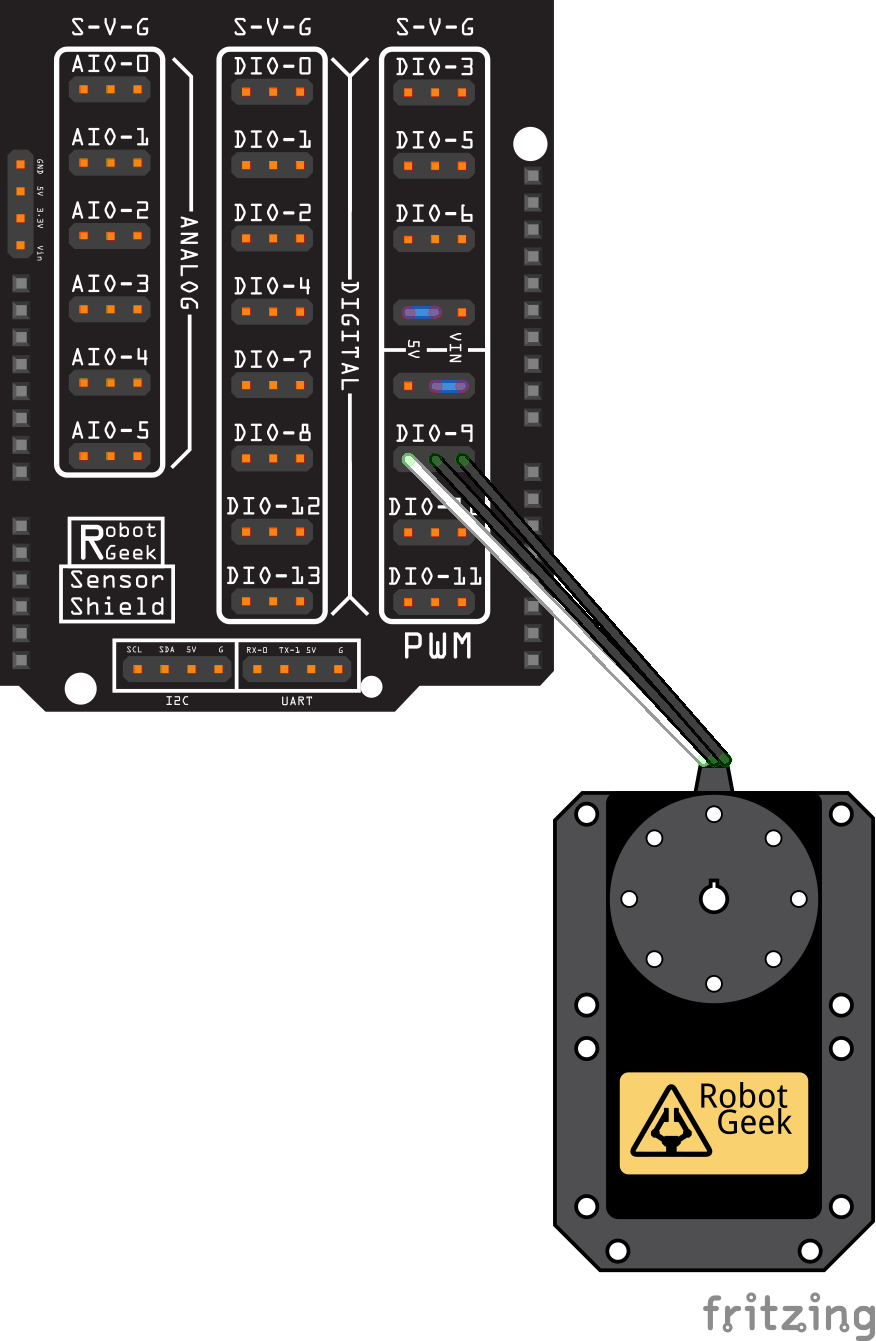 S-V-G
S-V-G
S-V-G
AIO-0
AIO-1
AIO-2
AIO-3
AIO-4
AIO-5
ANALOG
GND 5V 3.3V Vin
DIO-0
DIO-1
DIO-2
DIO-4
DIO-7
DIO-8
DIO-12
DIO-13
DIGITAL
DIO-3
DIO-5
DIO-6
5V
VIN
DIO-9
DIO-11
PWM
Robot
Geek
Sensor
Shield
SCL SDA 5V G
RX-0 TX-1 5V G
I2C
UART
Robot
Geek
fritzing